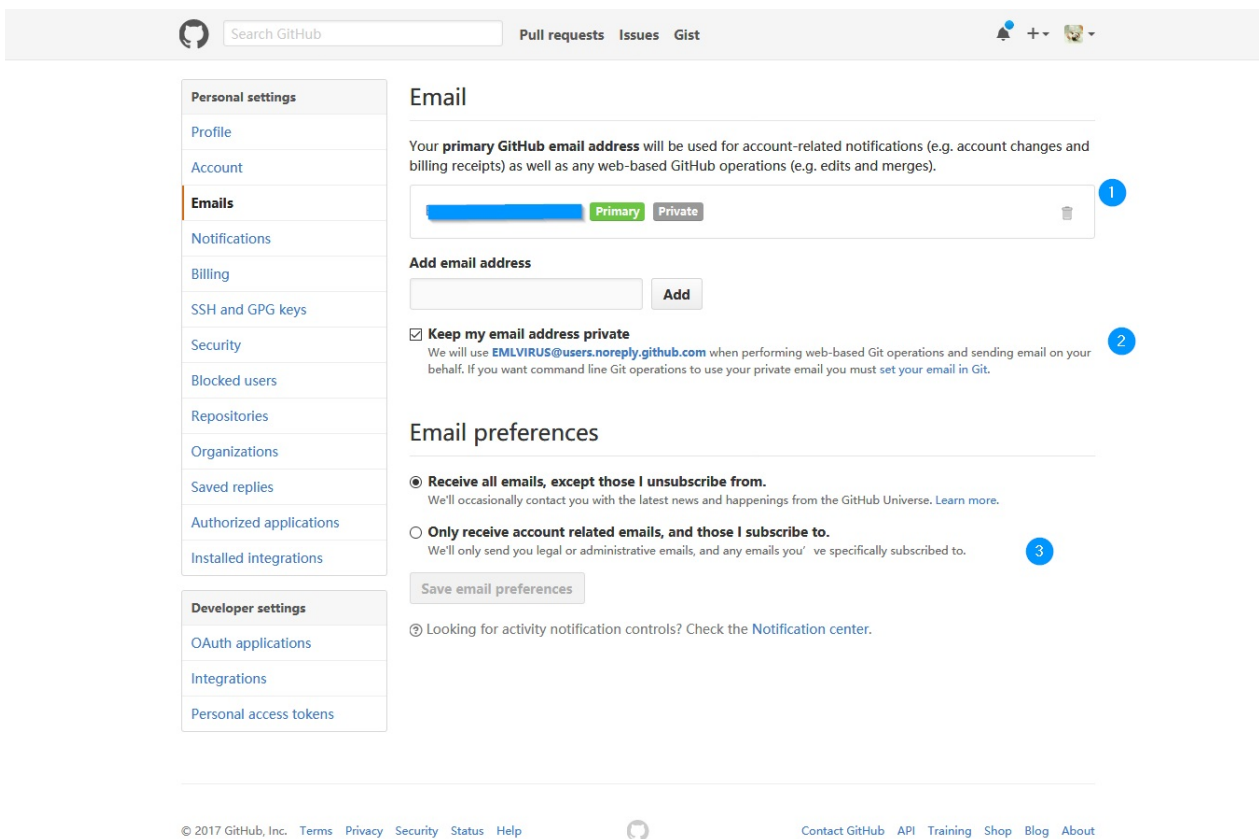 Search GitHub
Pull requests Issues Gist
Personal settings
Profile
Account
Emails
Notifications
Billing
SSH and GPG keys
Security
Blocked users
Repositories
Organizations
Saved replies
Authorized applications
Installed integrations
Developer settings
OAuth applications
Integrations
Personal access tokens
Email
Your primary GitHub email address will be used for account-related notifications (e.g. account changes and
billing receipts) as well as any web-based GitHub operations (e.g. edits and merges).
1
Primary Private
Add email address
Add
Keep my email address private
2
We will use EMLVIRUS@users.noreply.github.com when performing web-based Git operations and sending email on your
behalf. If you want command line Git operations to use your private email you must set your email in Git.
Email preferences
Receive all emails, except those I unsubscribe from.
We'll occasionally contact you with the latest news and happenings from the GitHub Universe. Learn more.
Only receive account related emails, and those I subscribe to.
We'll only send you legal or administrative emails, and any emails you’ ve specifically subscribed to.
3
Save email preferences
Looking for activity notification controls? Check the Notification center.
© 2017 GitHub, Inc. Terms Privacy Security Status Help
Contact GitHub API Training Shop Blog About